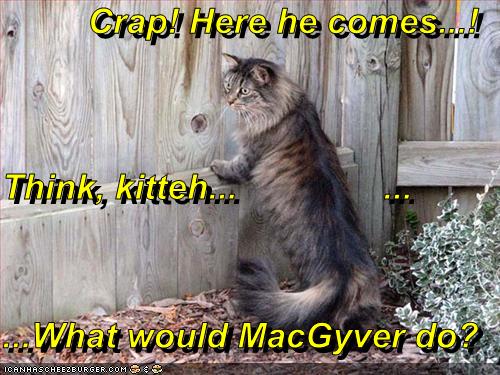 Crap! Here he comes...!
Think, kitteh... ...
...What would MacGyver do?
ICANHASCHEEZBURGER.COM